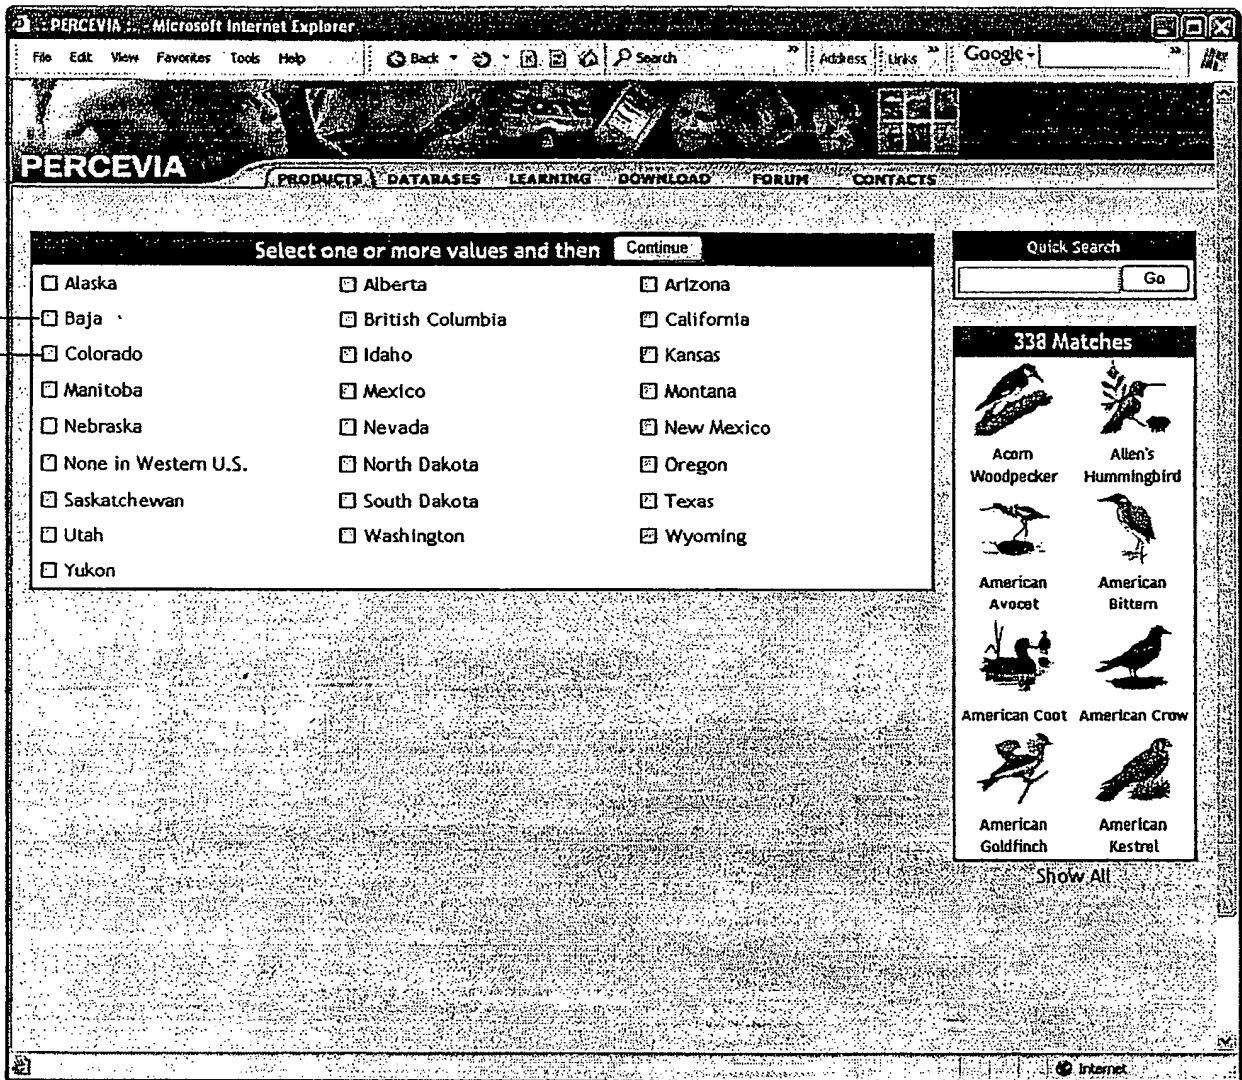 PERCEVIA - Microsoft Internet Explorer
File Edit View Favorites Tools Help Back Search Address Links Google
PERCEVIA
PRODUCTS DATABASES LEARNING DOWNLOAD FORUM CONTACTS
Select one or more values and then Continue
Alaska Alberta Arizona
Baja British Columbia California
Colorado Idaho Kansas
Manitoba Mexico Montana
Nebraska Nevada New Mexico
None in Western U.S. North Dakota Oregon
Saskatchewan South Dakota Texas
Utah Washington Wyoming
Yukon
Quick Search
Go
338 Matches
Acorn Woodpecker
Allen's Hummingbird
American Avocet
American Bittern
American Coot
American Crow
American Goldfinch
American Kestrel
Show All
Internet